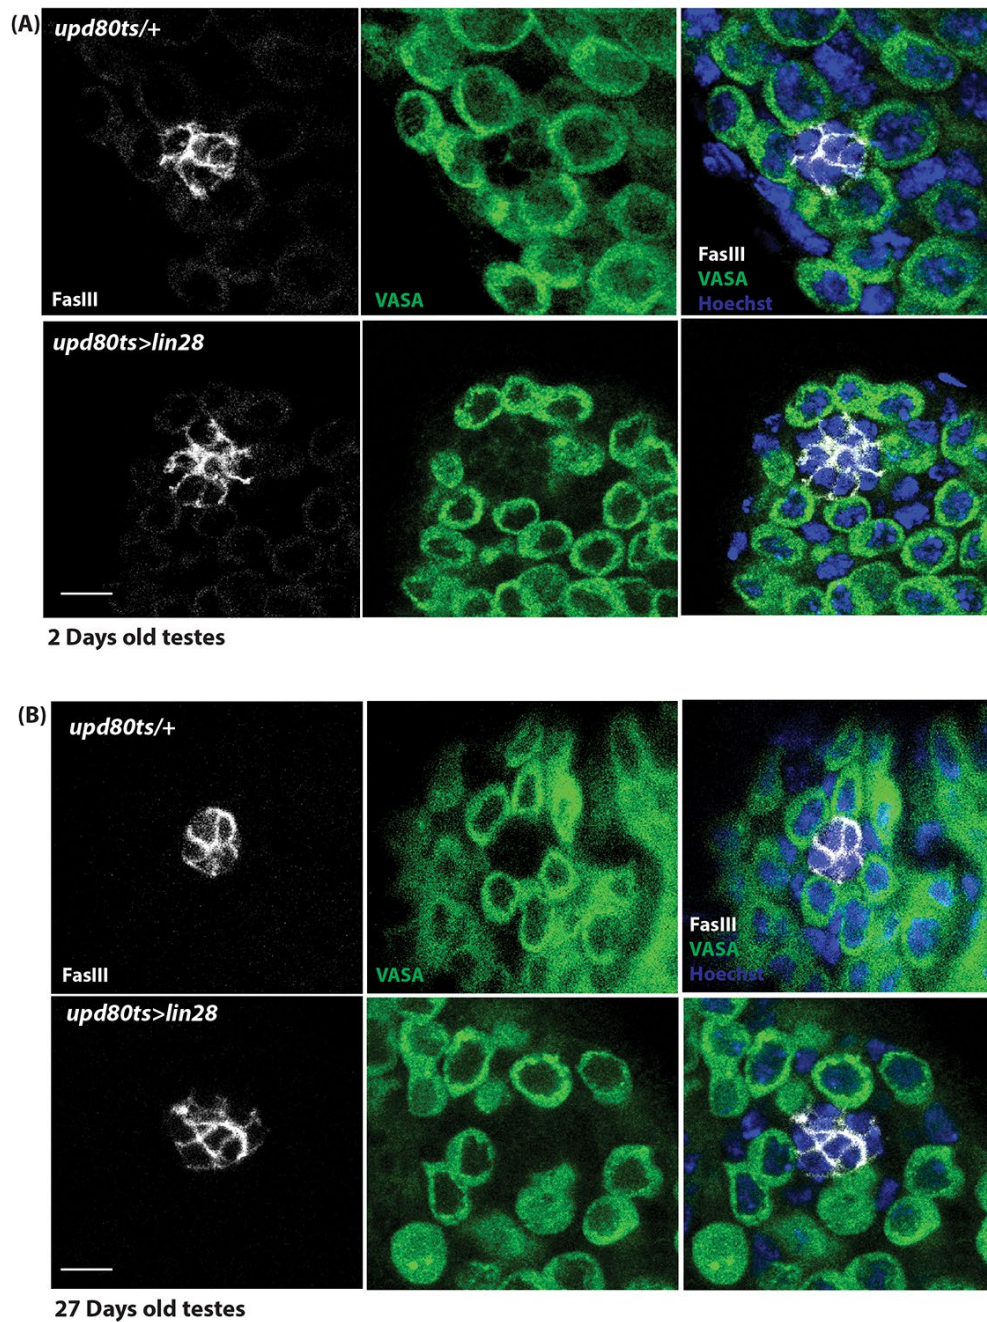 (A)
upd80ts/+
FasIII
VASA
FasIII
VASA
Hoechst
upd80ts>lin28
2 Days old testes
(B)
upd80ts/+
FasIII
VASA
FasIII
VASA
Hoechst
upd80ts>lin28
27 Days old testes